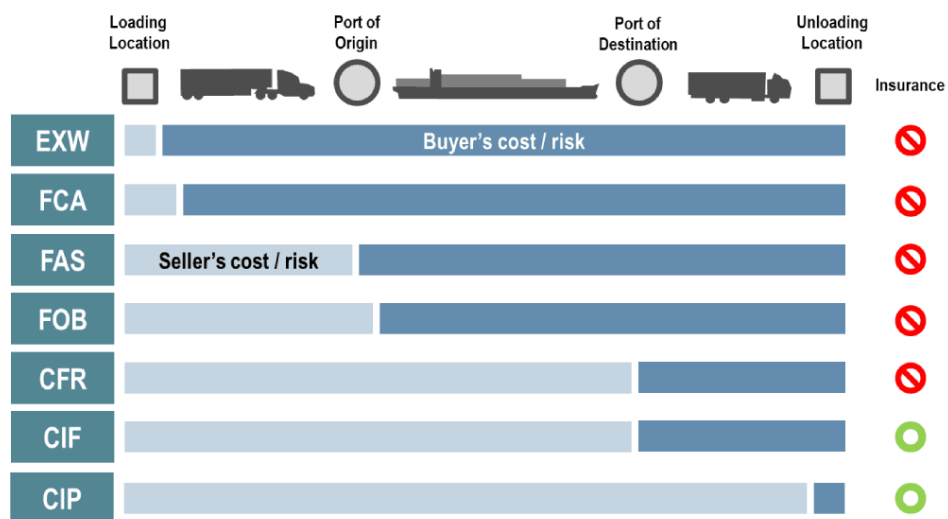 Loading
Location
Port of
Origin
Port of
Destination
Unloading
Location
Insurance
EXW
Buyer's cost / risk
FCA
FAS
Seller's cost / risk
FOB
CFR
CIF
CIP